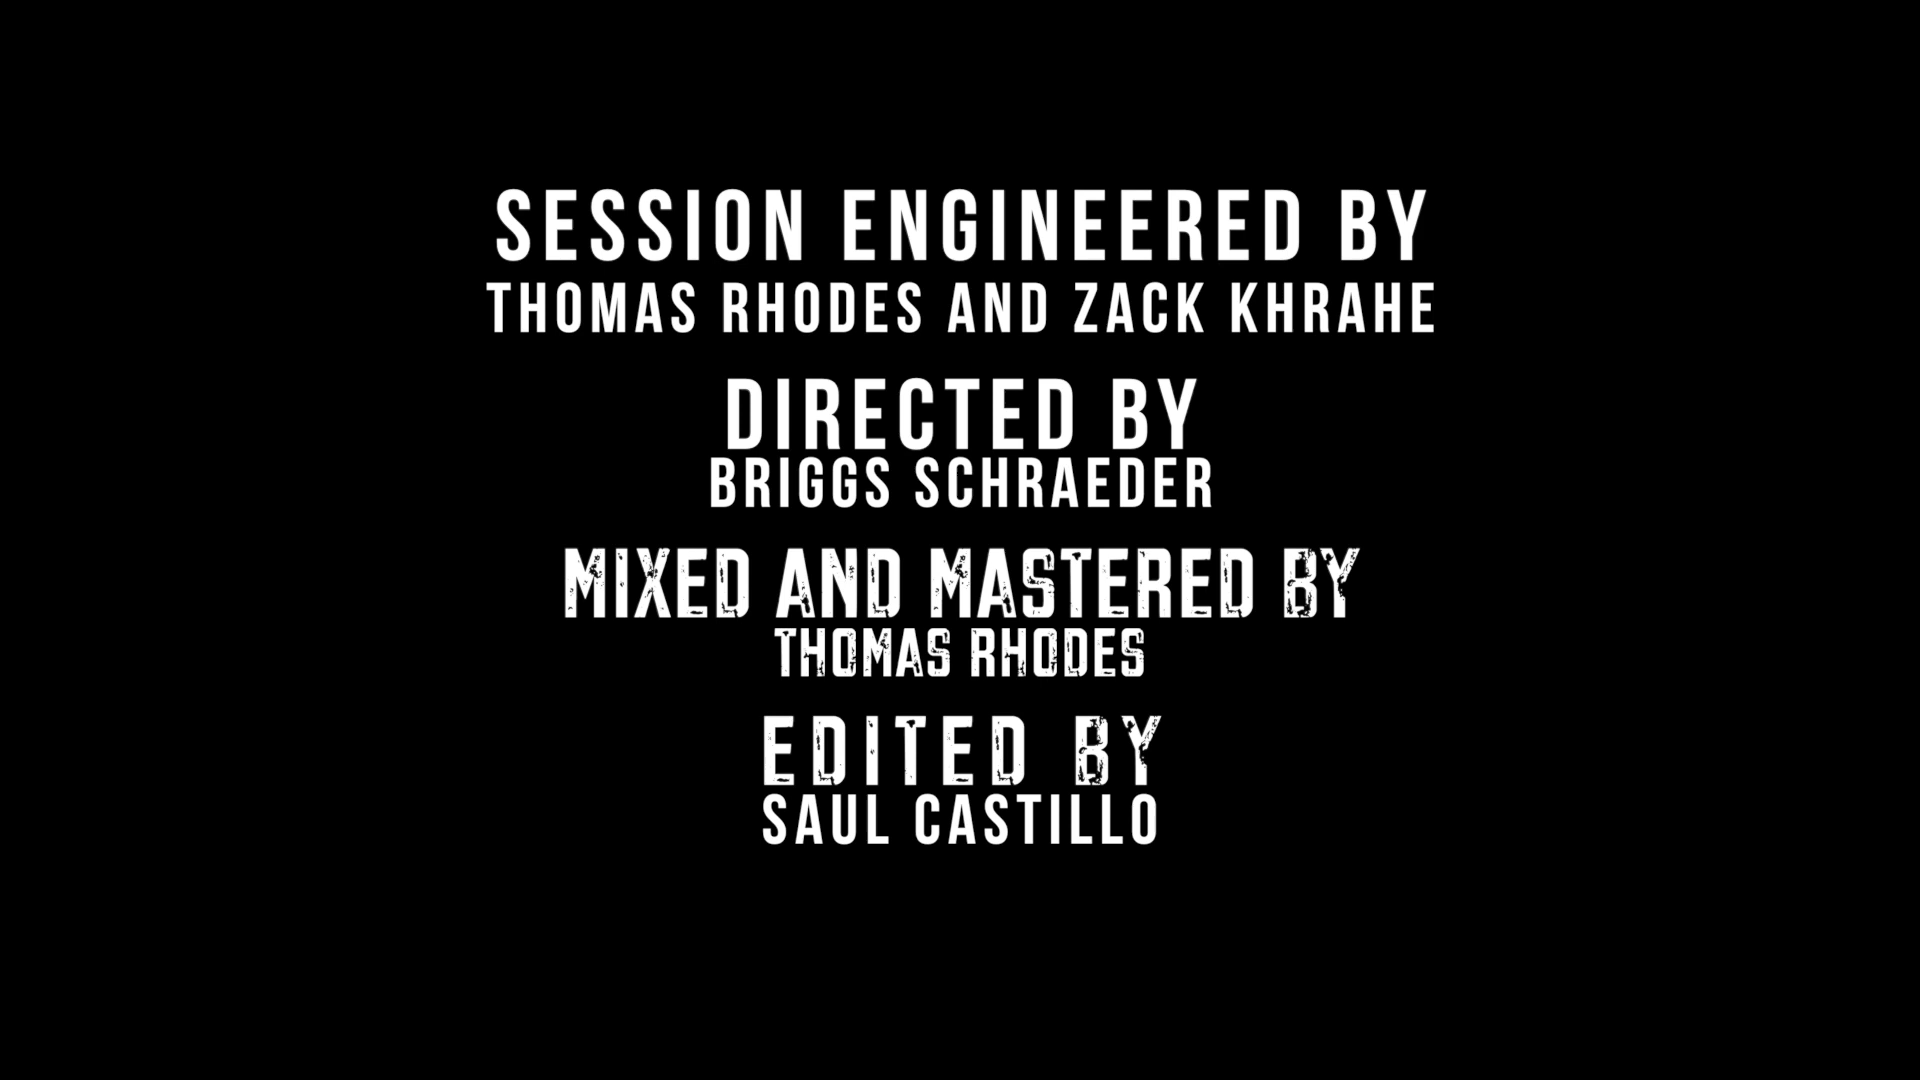 SESSION ENGINEERED BY
THOMAS RHODES AND ZACK KHRAHE
DIRECTED BY
BRIGGS SCHRAEDER
MIXED AND MASTERED BY
THOMAS RHODES
EDITED BY
SAUL CASTILLO